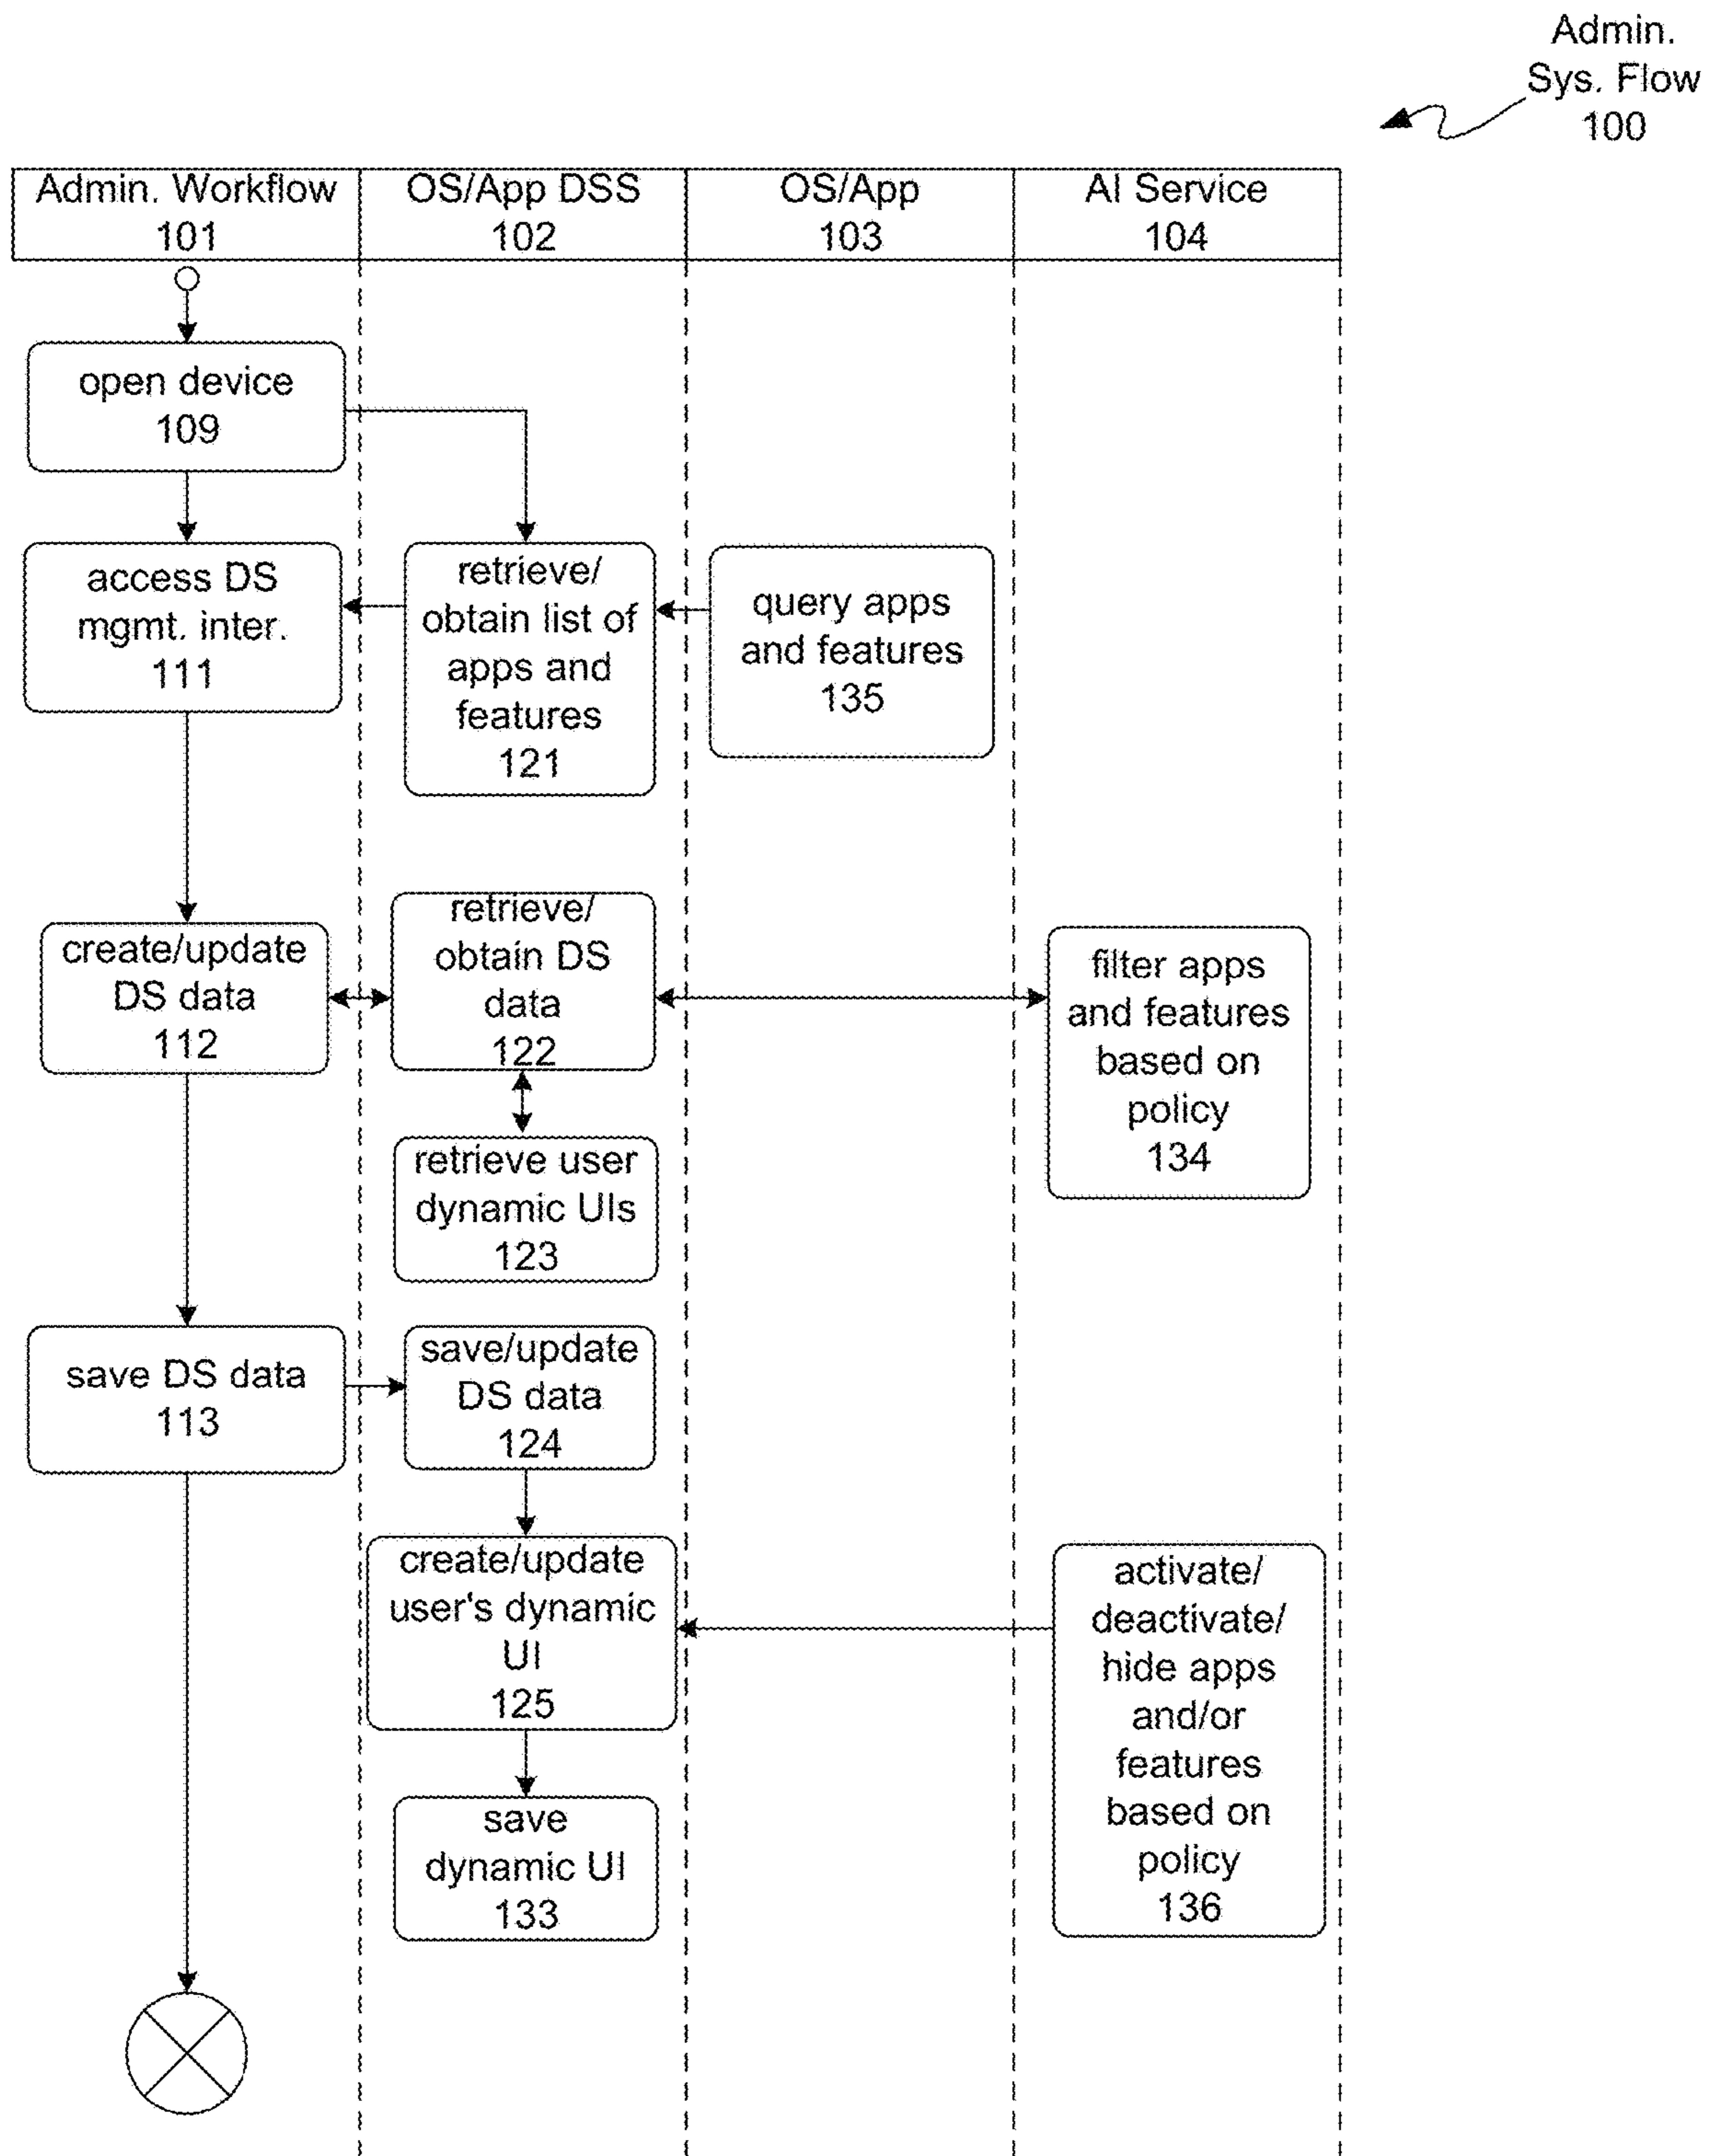 Admin.
Sys. Flow
100
Admin. Workflow
101
OS/App DSS
102
OS/App
103
AI Service
104
open device
109
access DS
mgmt. inter.
111
retrieve/
obtain list of
apps and
features
121
query apps
and features
135
create/update
DS data
112
retrieve/
obtain DS
data
122
filter apps
and features
based on
policy
134
retrieve user
dynamic UIs
123
save DS data
113
save/update
DS data
124
create/update
user's dynamic
UI
125
activate/
deactivate/
hide apps
and/or
features
based on
policy
136
save
dynamic UI
133